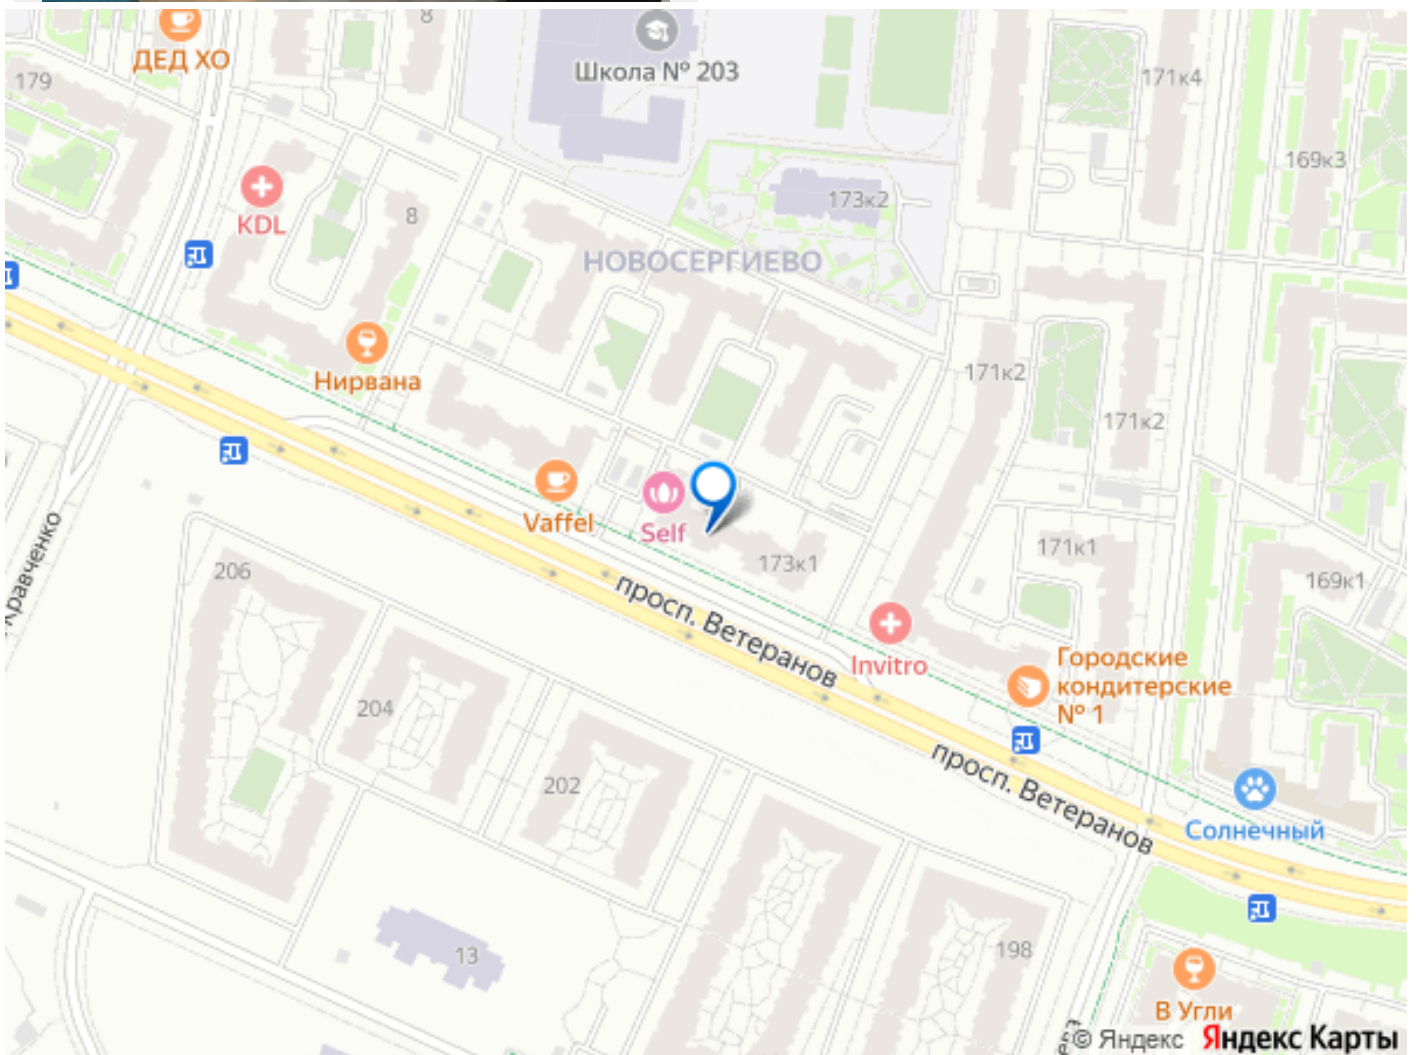 8
ДЕД ХО
Школа № 203
179
171к4
169к3
173к2
KDL
8
НОВОСЕРГИЕВО
Нирвана
171к2
171к2
Vaffel
Self
173к1
171к1
169к1
Кравченко
206
просп. Ветеранов
Invitro
Городские
кондитерские
№ 1
204
202
просп. Ветеранов
Солнечный
13
198
В Угли
© Яндекс Яндекс Карты